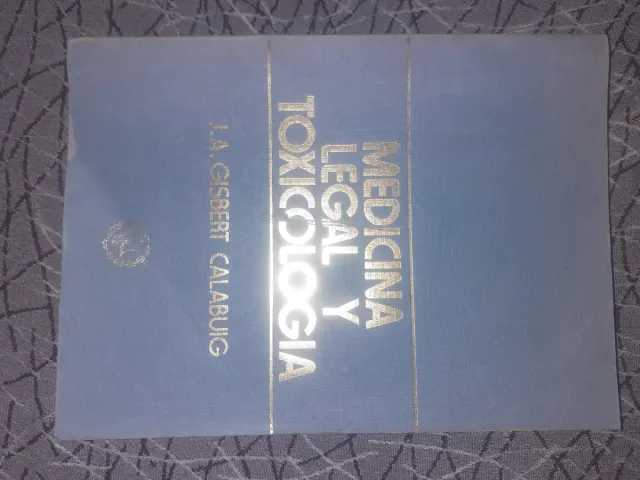 MEDICINA
LEGAL Y
TOXICOLOGIA
J.A. GISBERT CALABUIG